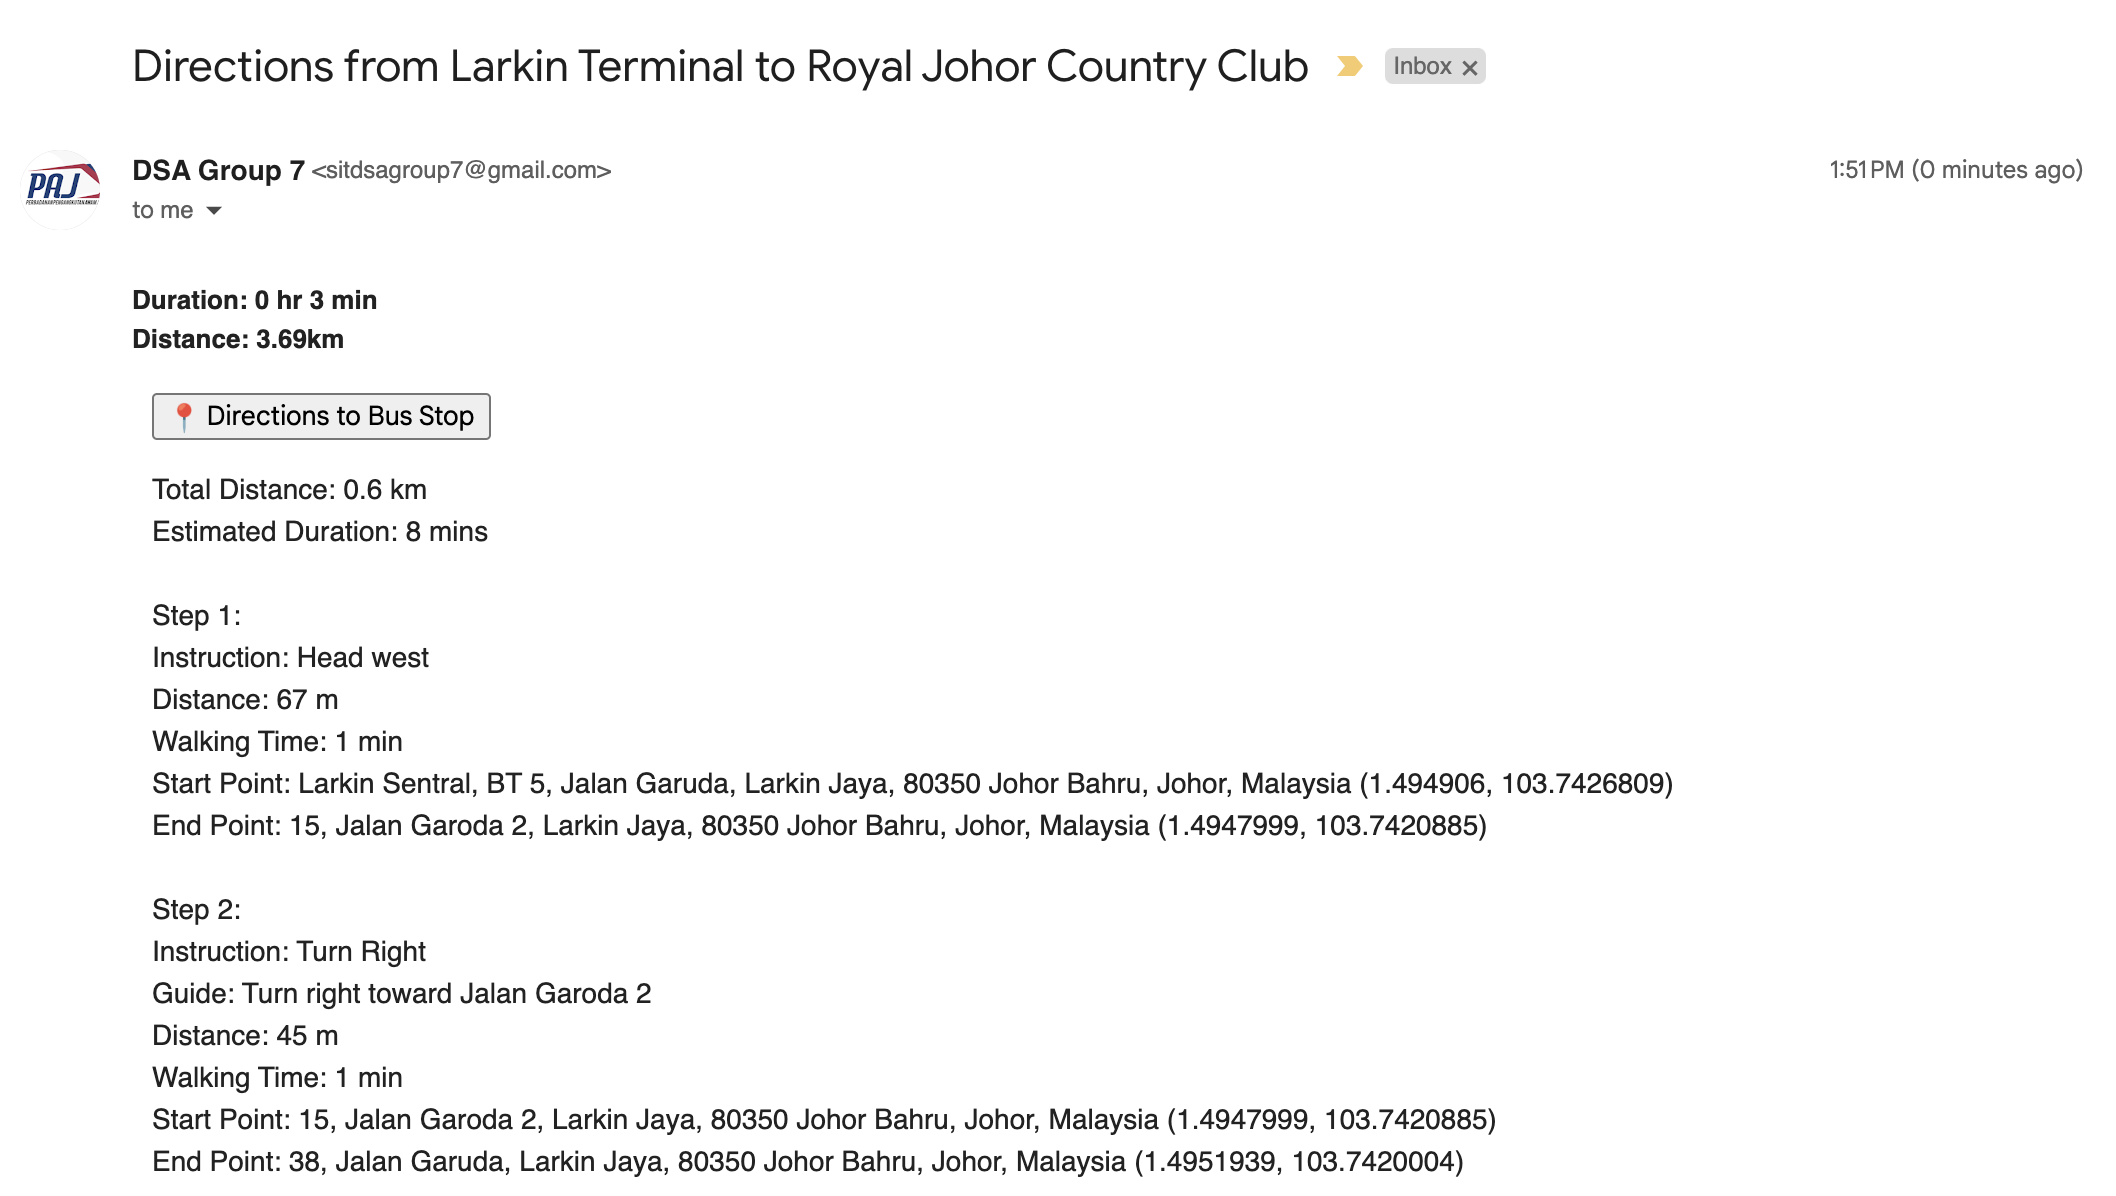 Directions from Larkin Terminal to Royal Johor Country Club
Inbox
PAJ
DSA Group 7 <sitdsagroup7@gmail.com>
1:51 PM (0 minutes ago)
to me
Duration: 0 hr 3 min
Distance: 3.69km
Directions to Bus Stop
Total Distance: 0.6 km
Estimated Duration: 8 mins
Step 1:
Instruction: Head west
Distance: 67 m
Walking Time: 1 min
Start Point: Larkin Sentral, BT 5, Jalan Garuda, Larkin Jaya, 80350 Johor Bahru, Johor, Malaysia (1.494906, 103.7426809)
End Point: 15, Jalan Garoda 2, Larkin Jaya, 80350 Johor Bahru, Johor, Malaysia (1.4947999, 103.7420885)
Step 2:
Instruction: Turn Right
Guide: Turn right toward Jalan Garoda 2
Distance: 45 m
Walking Time: 1 min
Start Point: 15, Jalan Garoda 2, Larkin Jaya, 80350 Johor Bahru, Johor, Malaysia (1.4947999, 103.7420885)
End Point: 38, Jalan Garuda, Larkin Jaya, 80350 Johor Bahru, Johor, Malaysia (1.4951939, 103.7420004)